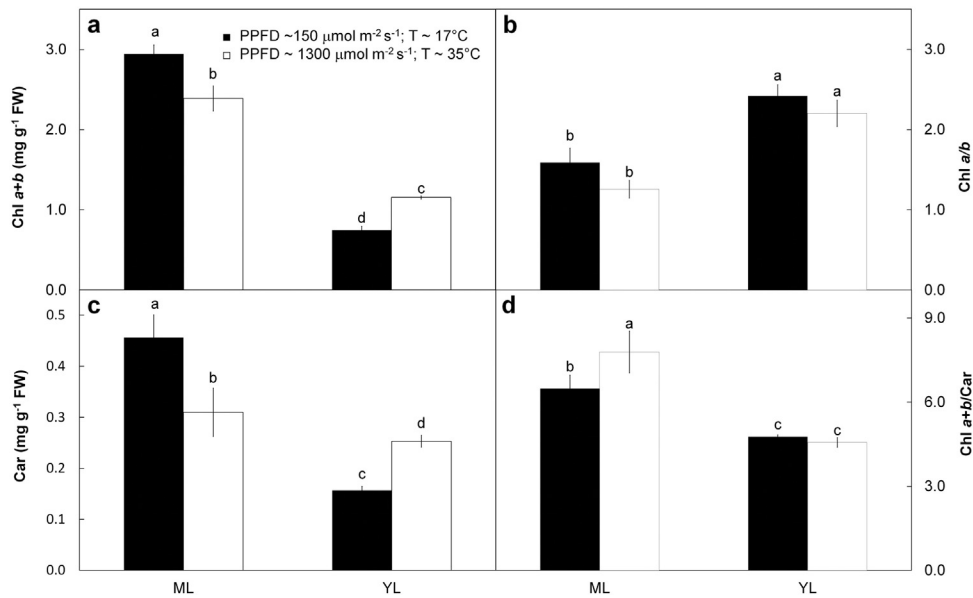 a
PPFD ~150 µmol m⁻² s⁻¹; T ~ 17°C
PPFD ~ 1300 µmol m⁻² s⁻¹; T ~ 35°C
3.0
2.0
1.0
0.0
Chl a+b (mg g⁻¹ FW)
a
b
d
c
b
3.0
2.0
1.0
0.0
Chl a/b
b
b
a
a
c
0.5
0.4
0.3
0.2
0.1
0.0
Car (mg g⁻¹ FW)
a
b
c
d
ML
YL
d
9.0
6.0
3.0
0.0
Chl a+b/Car
b
a
c
c
ML
YL